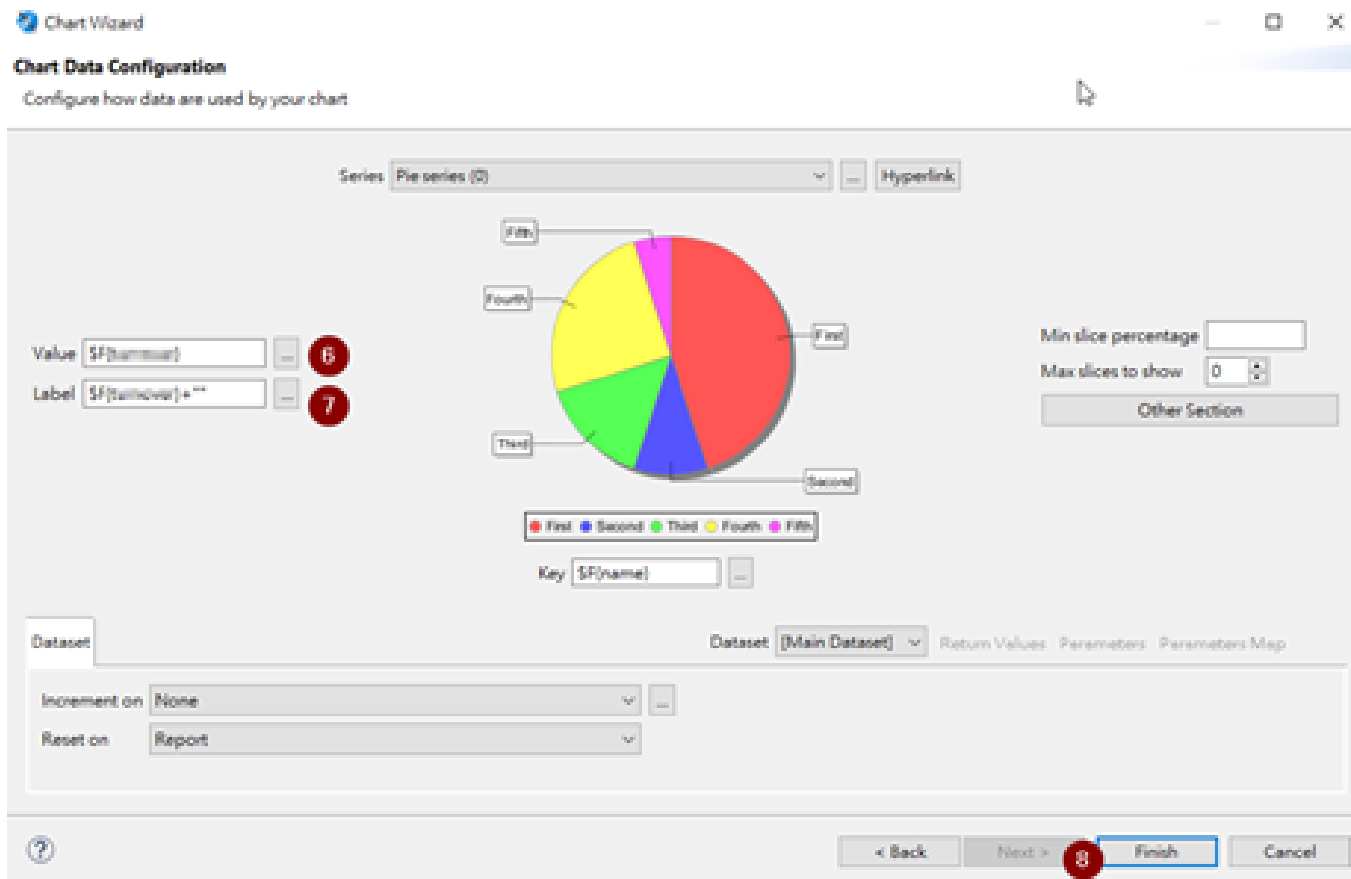 Chart Wizard
Chart Data Configuration
Configure how data are used by your chart
Series Pie series (0) ... Hyperlink
Fifth
Fourth
First
Third
Second
Value ... 6
Label $F{turnover}+"" ... 7
Min slice percentage
Max slices to show 0
Other Section
First Second Third Fourth Fifth
Key $F{name} ...
Dataset
Dataset [Main Dataset] Return Values Parameters Parameters Map
Increment on None ...
Reset on Report
? < Back Next > 8 Finish Cancel